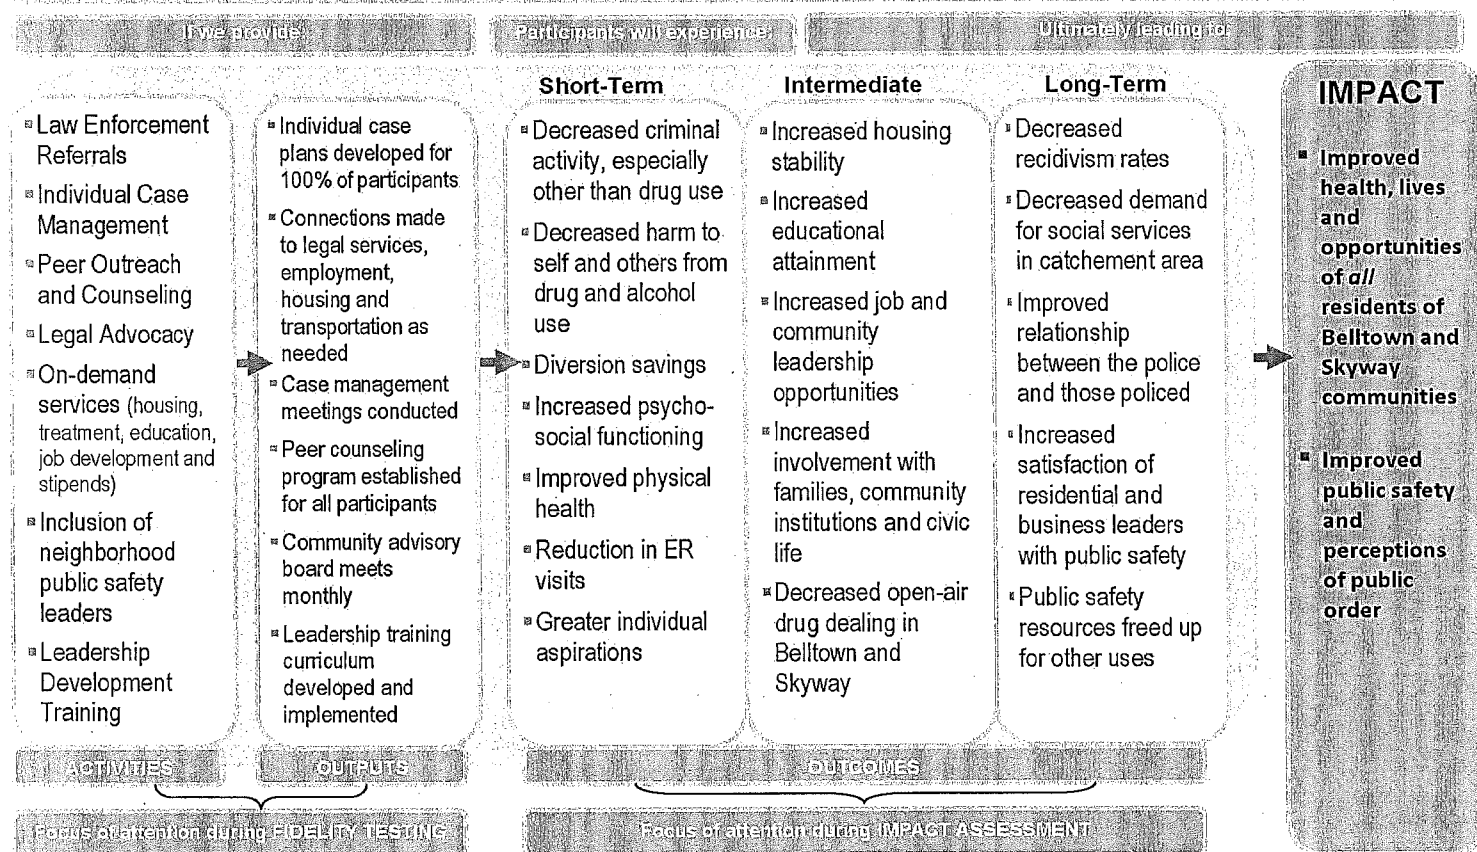 If we provide
Participants will experience
Ultimately leading to
▪ Law Enforcement
Referrals
▪ Individual Case
Management
▪ Peer Outreach
and Counseling
▪ Legal Advocacy
▪ On-demand
services (housing,
treatment, education,
job development and
stipends)
▪ Inclusion of
neighborhood
public safety
leaders
▪ Leadership
Development
Training
ACTIVITIES
▪ Individual case
plans developed for
100% of participants
▪ Connections made
to legal services,
employment,
housing and
transportation as
needed
▪ Case management
meetings conducted
▪ Peer counseling
program established
for all participants
▪ Community advisory
board meets
monthly
▪ Leadership training
curriculum
developed and
implemented
OUTPUTS
Focus of attention during FIDELITY TESTING
Short-Term
▪ Decreased criminal
activity, especially
other than drug use
▪ Decreased harm to
self and others from
drug and alcohol
use
▪ Diversion savings
▪ Increased psycho-
social functioning
▪ Improved physical
health
▪ Reduction in ER
visits
▪ Greater individual
aspirations
Intermediate
▪ Increased housing
stability
▪ Increased
educational
attainment
▪ Increased job and
community
leadership
opportunities
▪ Increased
involvement with
families, community
institutions and civic
life
▪ Decreased open-air
drug dealing in
Belltown and
Skyway
Long-Term
▪ Decreased
recidivism rates
▪ Decreased demand
for social services
in catchement area
▪ Improved
relationship
between the police
and those policed
▪ Increased
satisfaction of
residential and
business leaders
with public safety
▪ Public safety
resources freed up
for other uses
OUTCOMES
Focus of attention during IMPACT ASSESSMENT
IMPACT
▪ Improved
health, lives
and
opportunities
of all
residents of
Belltown and
Skyway
communities
▪ Improved
public safety
and
perceptions
of public
order